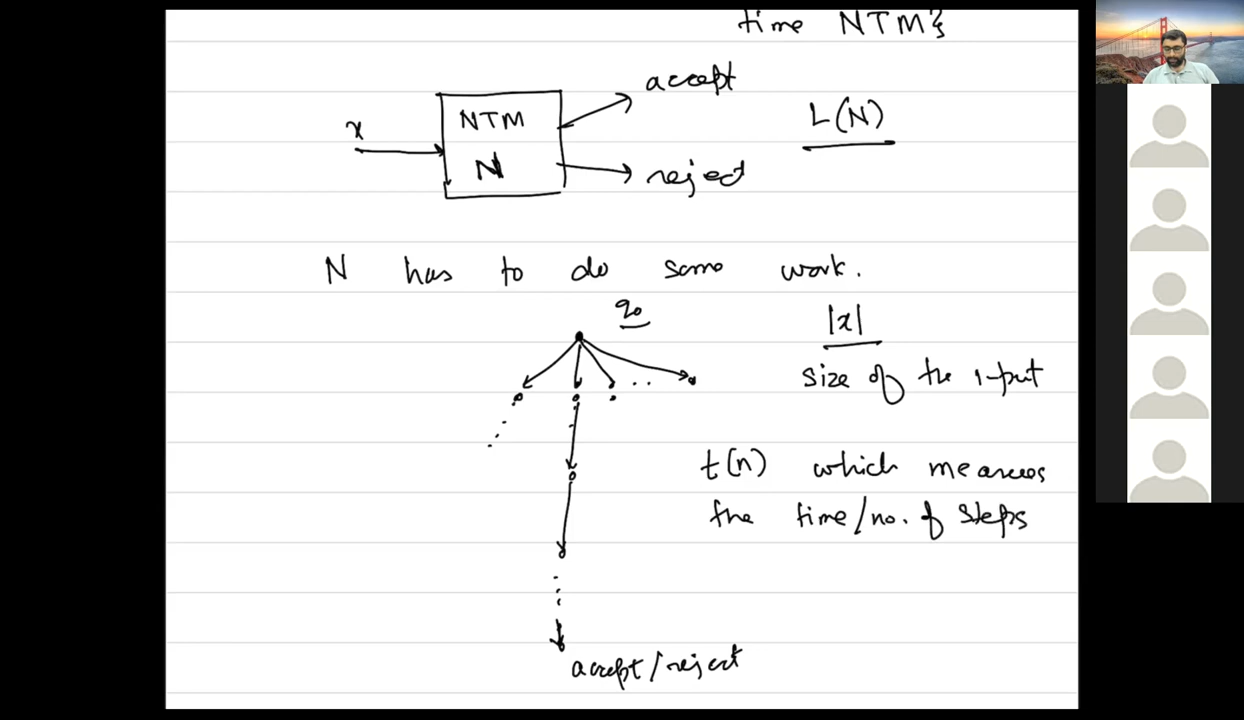 time NTM}
accept
x
NTM
N
L(N)
reject
N has to do some work.
q0
|x|
size of the input
t(n) which measures
the time/no. of steps
accept/reject